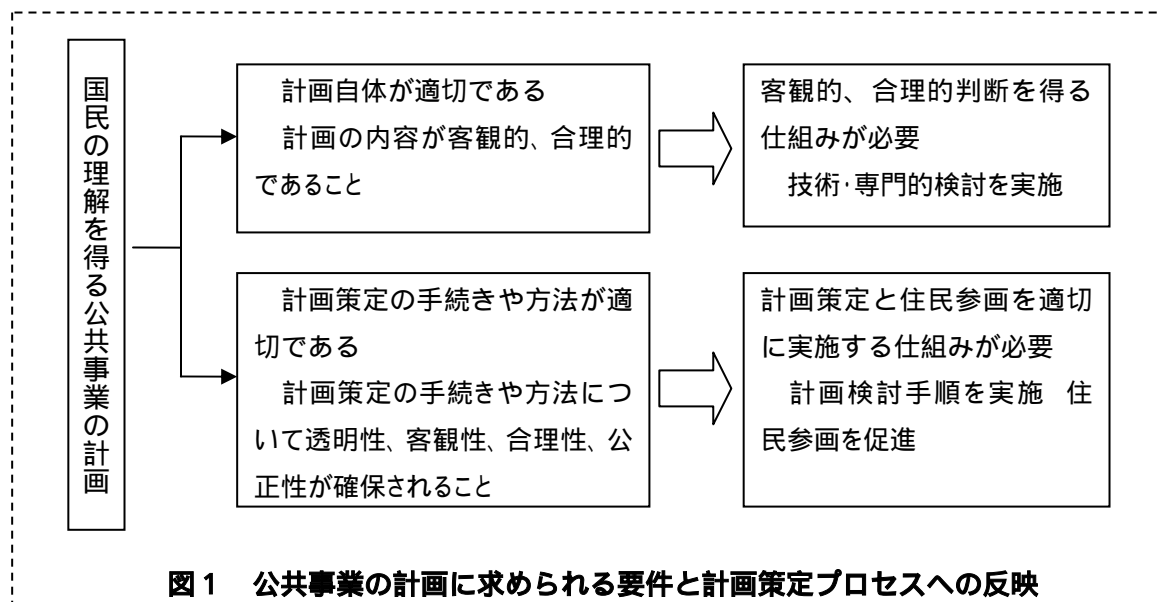 国民の理解を得る公共事業の計画
計画自体が適切である
計画の内容が客観的、合理的
であること
客観的、合理的判断を得る
仕組みが必要
技術・専門的検討を実施
計画策定の手続きや方法が適
切である
計画策定の手続きや方法につ
いて透明性、客観性、合理性、公
正性が確保されること
計画策定と住民参画を適切
に実施する仕組みが必要
計画検討手順を実施 住
民参画を促進
図1 公共事業の計画に求められる要件と計画策定プロセスへの反映